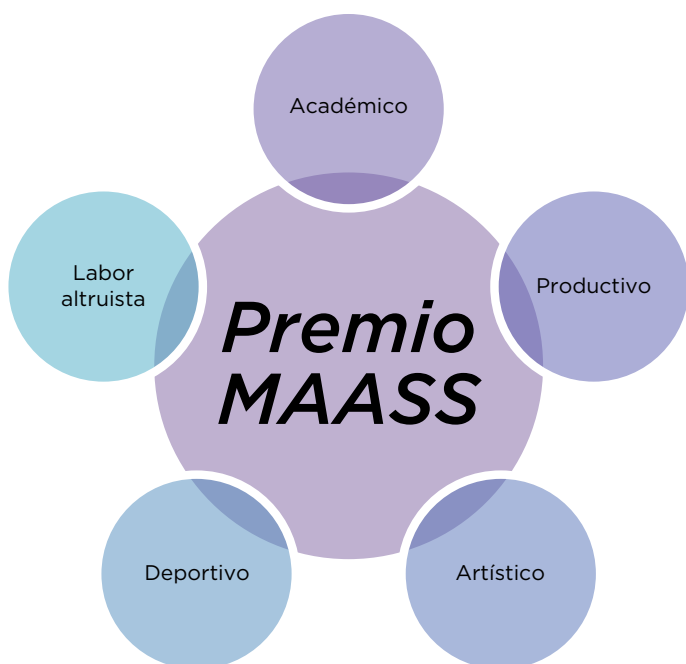 Académico
Labor
altruista
Productivo
Premio
MAASS
Deportivo
Artístico